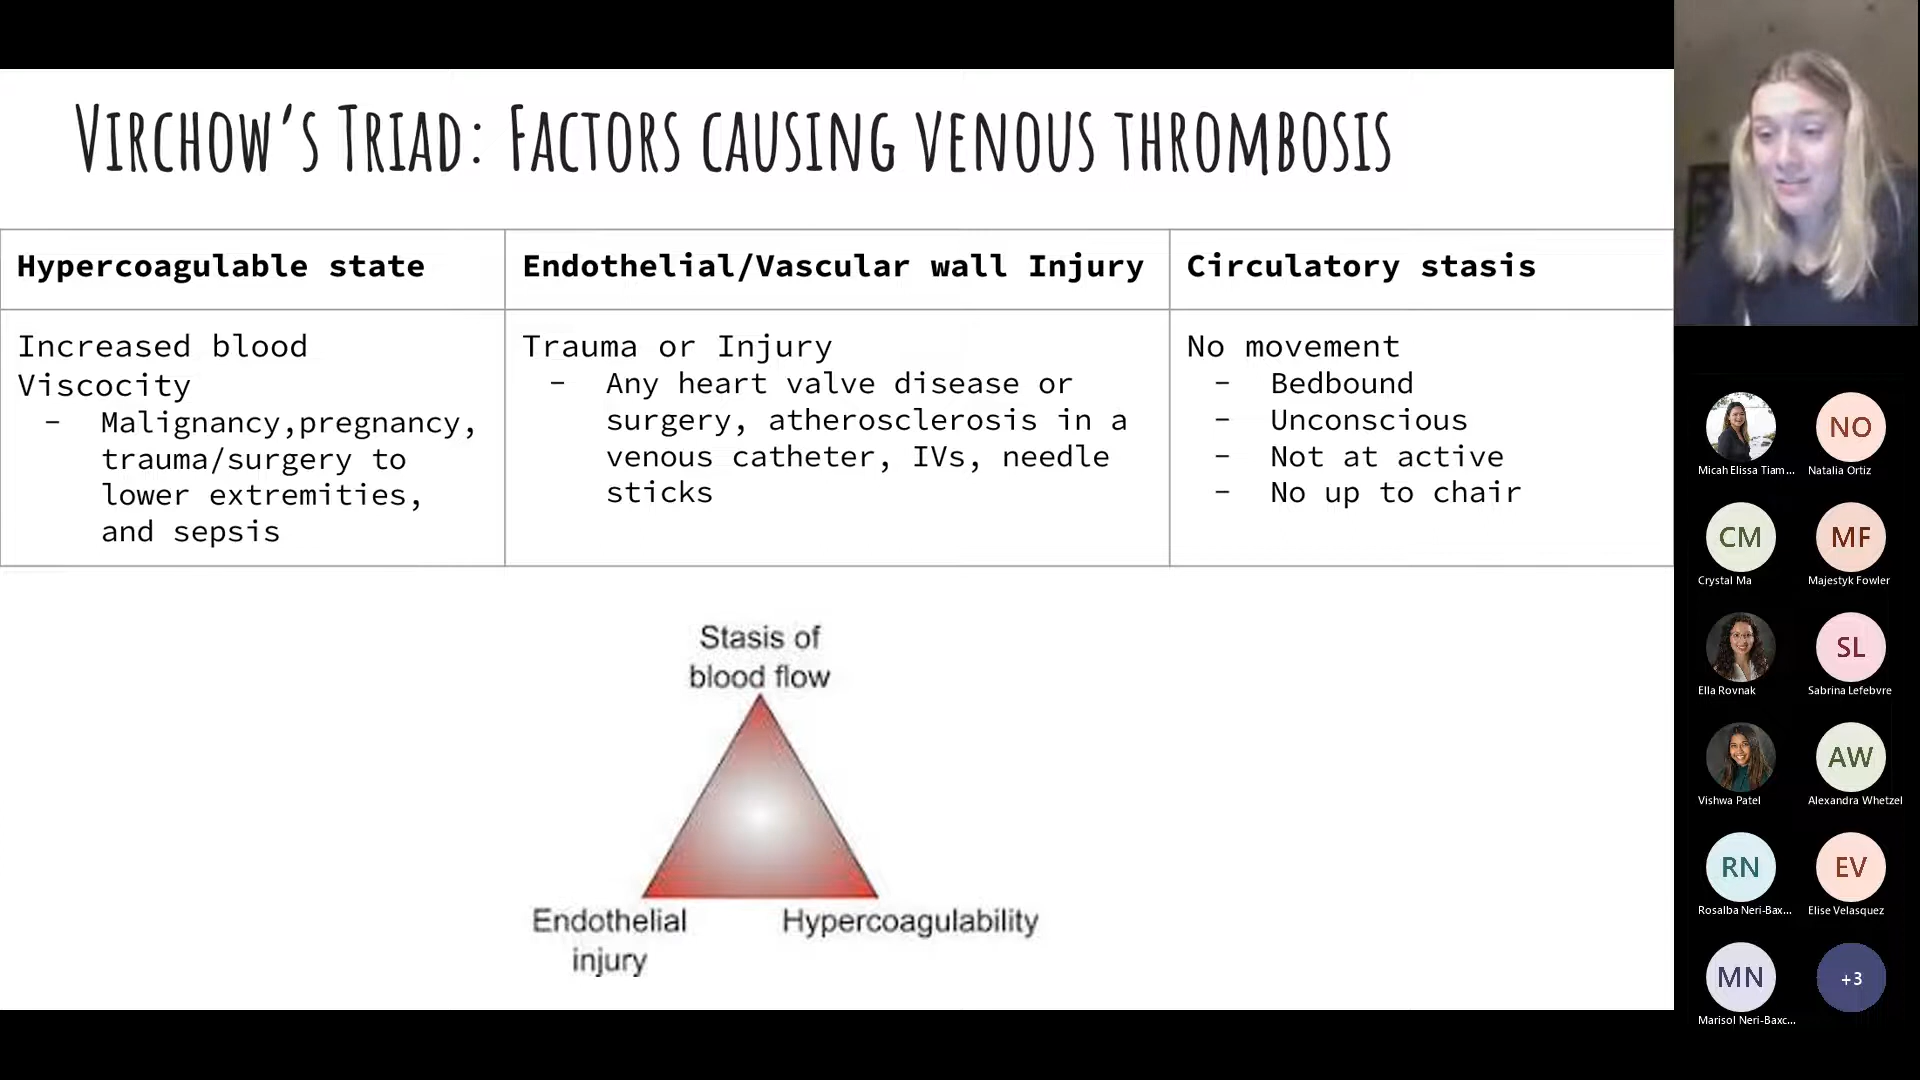 Virchow's Triad: Factors causing venous thrombosis
Hypercoagulable state
Endothelial/Vascular wall Injury
Circulatory stasis
Increased blood
Viscocity
- Malignancy,pregnancy,
trauma/surgery to
lower extremities,
and sepsis
Trauma or Injury
- Any heart valve disease or
surgery, atherosclerosis in a
venous catheter, IVs, needle
sticks
No movement
- Bedbound
- Unconscious
- Not at active
- No up to chair
Stasis of
blood flow
Endothelial
injury
Hypercoagulability
Micah Elissa Tiam...
NO
Natalia Ortiz
CM
Crystal Ma
MF
Majestyk Fowler
Ella Rovnak
SL
Sabrina Lefebvre
Vishwa Patel
AW
Alexandra Whetzel
RN
Rosalba Neri-Bax...
EV
Elise Velasquez
MN
Marisol Neri-Baxc...
+3